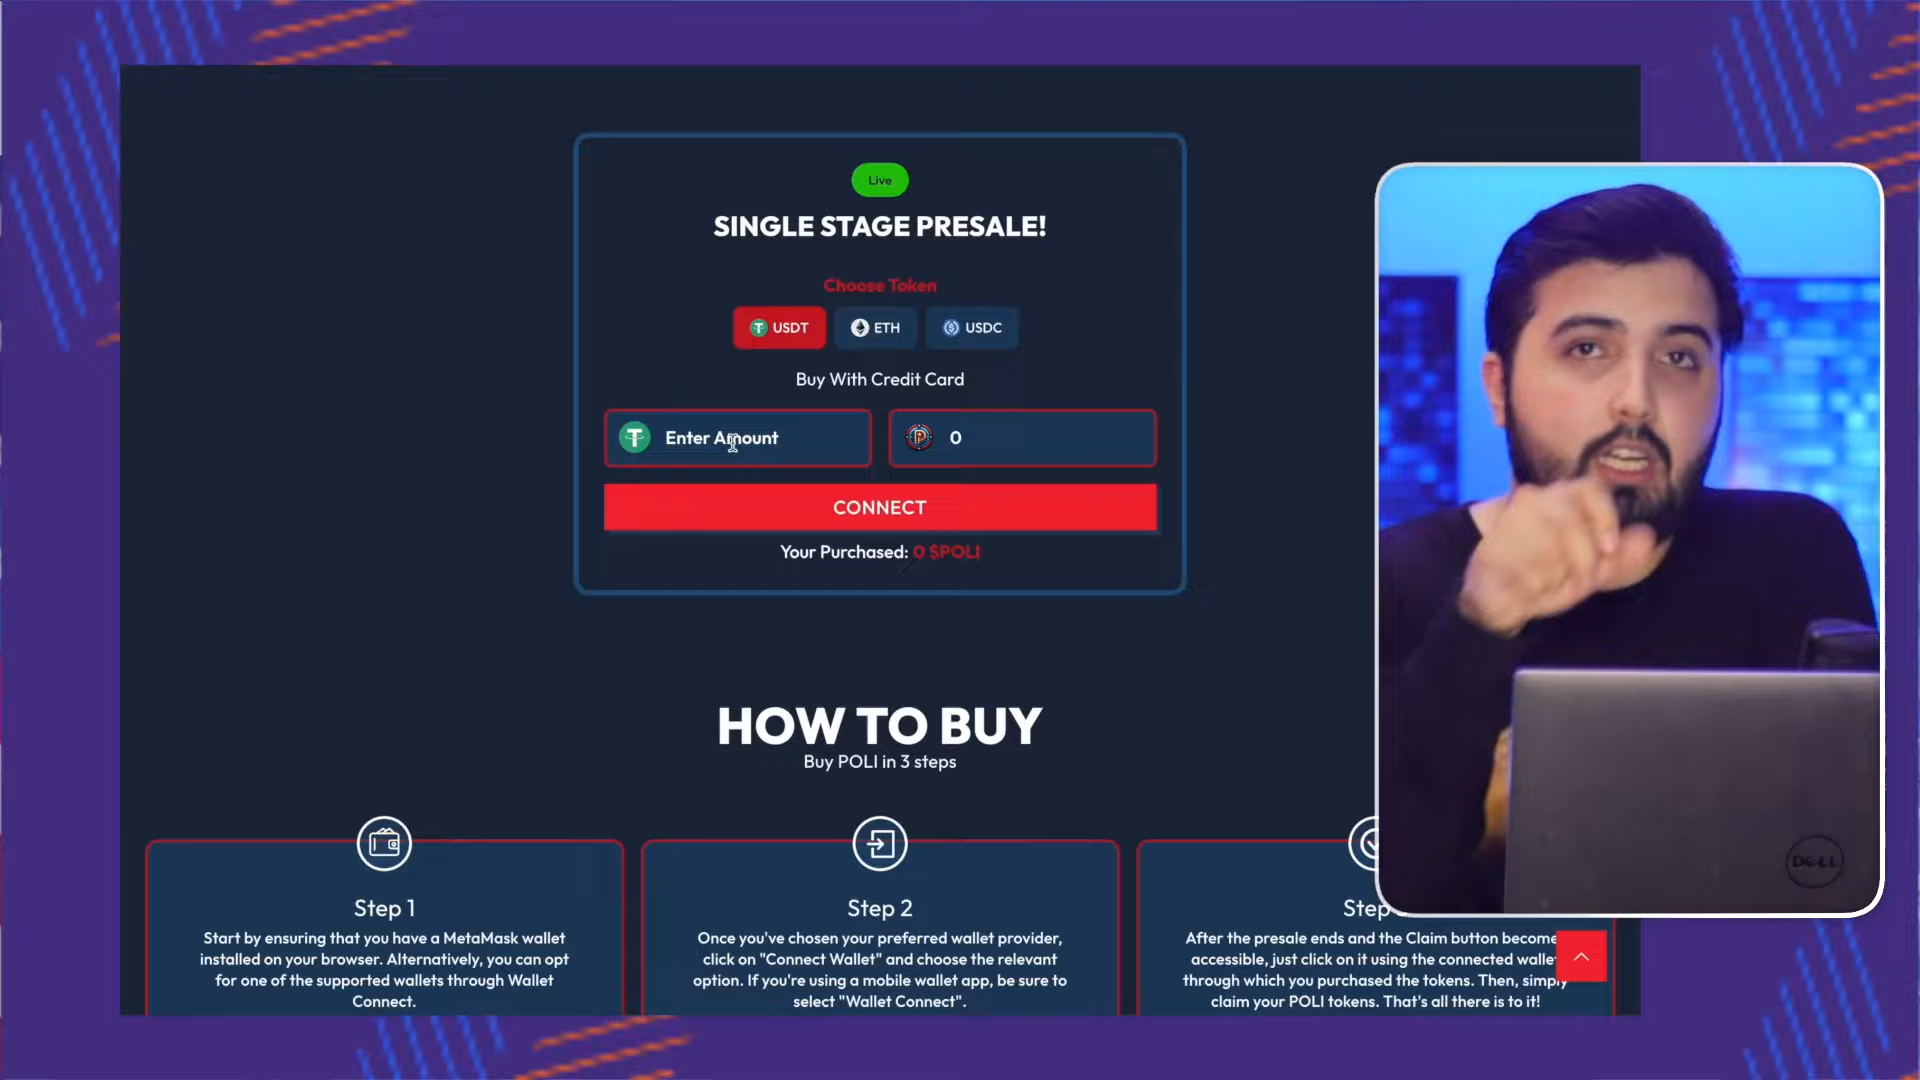 Live
SINGLE STAGE PRESALE!
Choose Token
USDT
ETH
USDC
Buy With Credit Card
Enter Amount
0
CONNECT
Your Purchased: 0 $POLI
HOW TO BUY
Buy POLI in 3 steps
Step 1
Start by ensuring that you have a MetaMask wallet
installed on your browser. Alternatively, you can opt
for one of the supported wallets through Wallet
Connect.
Step 2
Once you've chosen your preferred wallet provider,
click on "Connect Wallet" and choose the relevant
option. If you're using a mobile wallet app, be sure to
select "Wallet Connect".
Step
After the presale ends and the Claim button become
accessible, just click on it using the connected walle
through which you purchased the tokens. Then, simply
claim your POLI tokens. That's all there is to it!
DELL